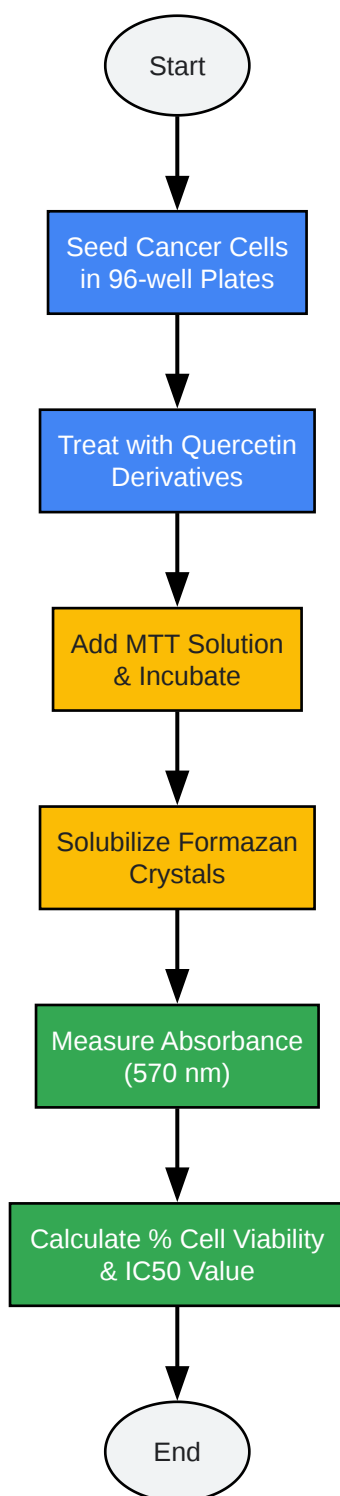 Start
Seed Cancer Cells
in 96-well Plates
Treat with Quercetin
Derivatives
Add MTT Solution
& Incubate
Solubilize Formazan
Crystals
Measure Absorbance
(570 nm)
Calculate % Cell Viability
& IC50 Value
End